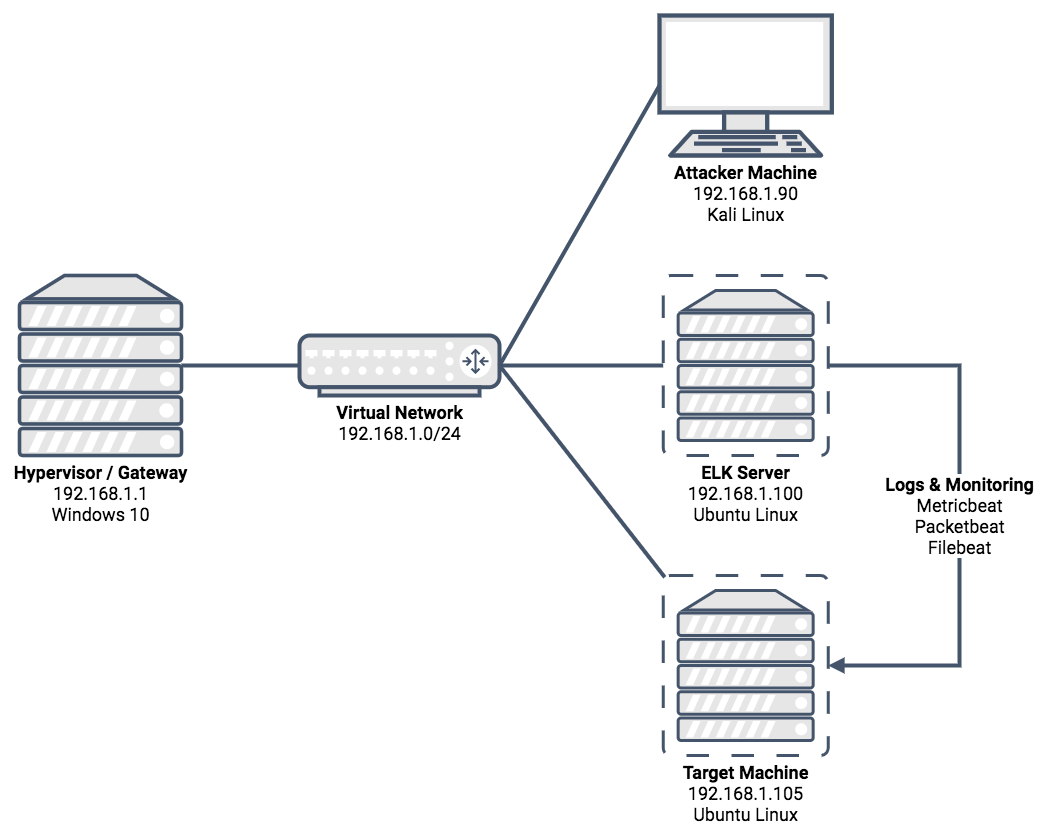 Attacker Machine
192.168.1.90
Kali Linux
Hypervisor / Gateway
192.168.1.1
Windows 10
Virtual Network
192.168.1.0/24
ELK Server
192.168.1.100
Ubuntu Linux
Logs & Monitoring
Metricbeat
Packetbeat
Filebeat
Target Machine
192.168.1.105
Ubuntu Linux